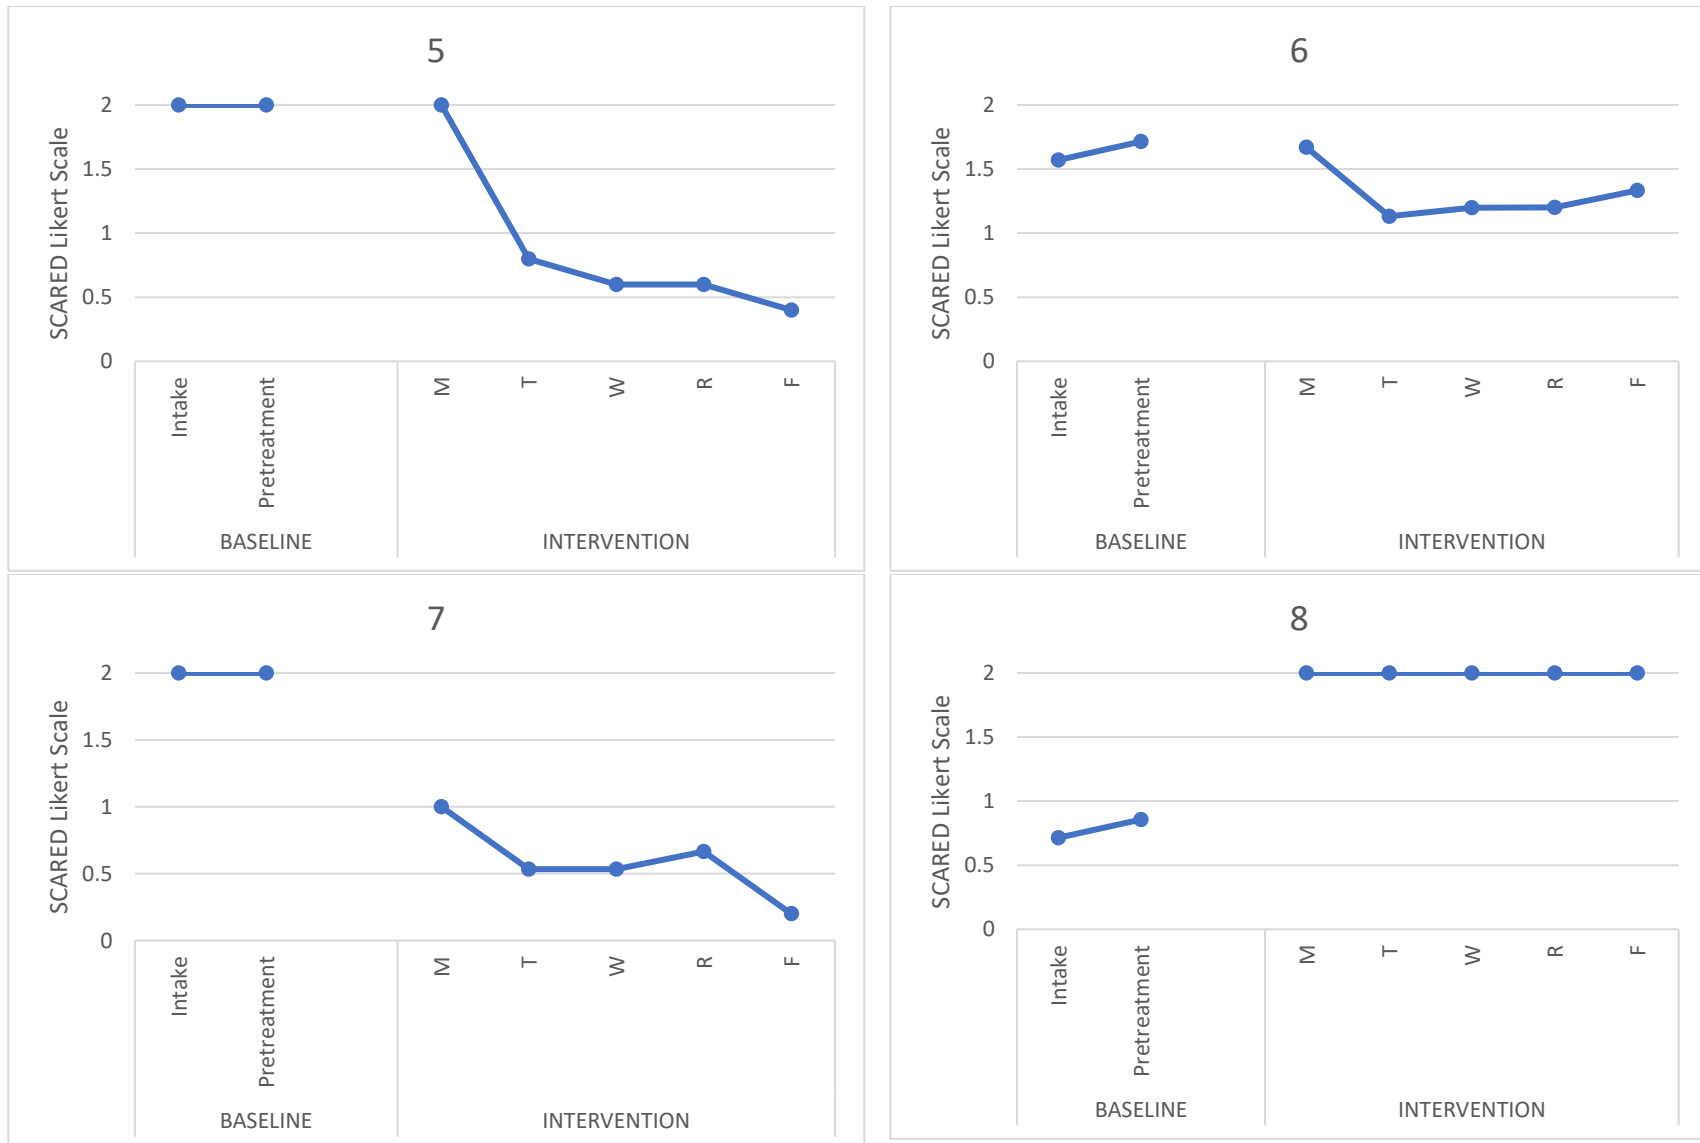 5
SCARED Likert Scale
2
1.5
1
0.5
0
Intake
Pretreatment
M
T
W
R
F
BASELINE
INTERVENTION
6
SCARED Likert Scale
2
1.5
1
0.5
0
Intake
Pretreatment
M
T
W
R
F
BASELINE
INTERVENTION
7
SCARED Likert Scale
2
1.5
1
0.5
0
Intake
Pretreatment
M
T
W
R
F
BASELINE
INTERVENTION
8
SCARED Likert Scale
2
1.5
1
0.5
0
Intake
Pretreatment
M
T
W
R
F
BASELINE
INTERVENTION